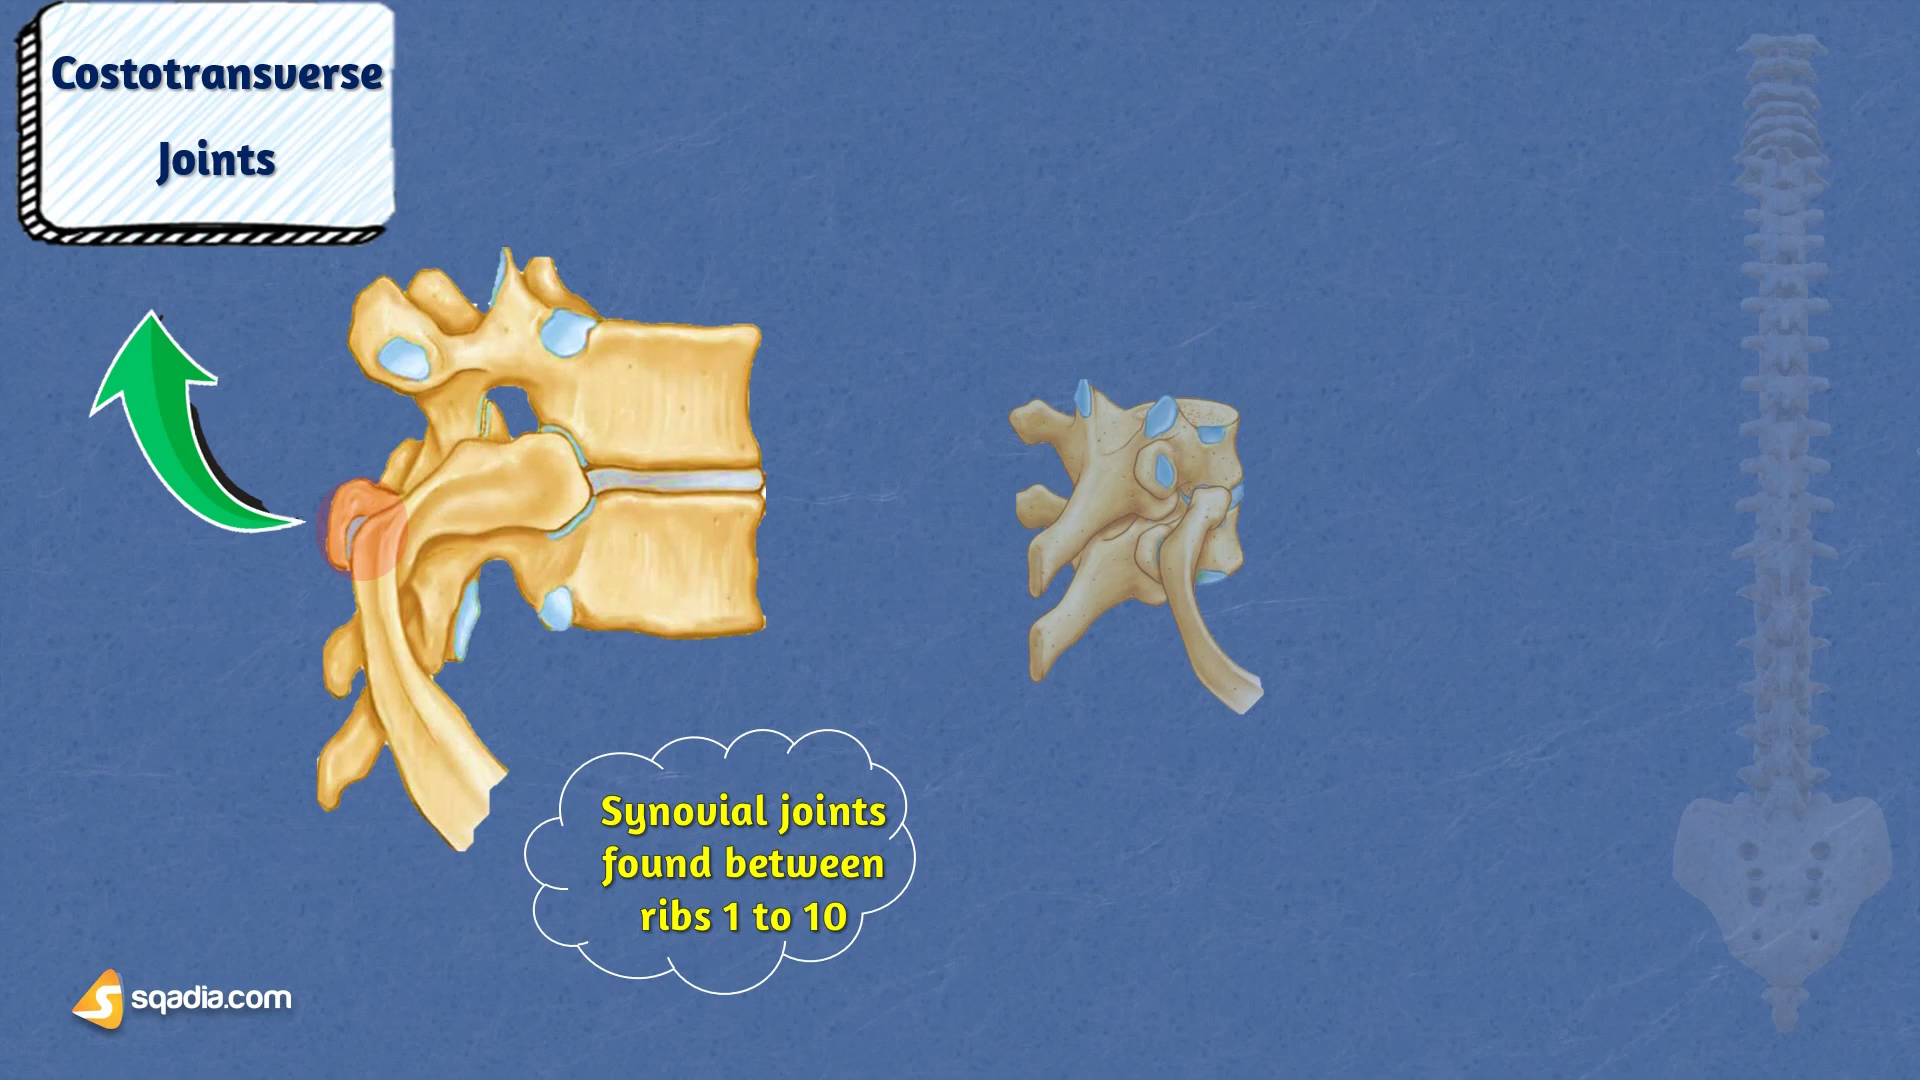 Costotransverse
Joints
Synovial joints
found between
ribs 1 to 10
sqadia.com